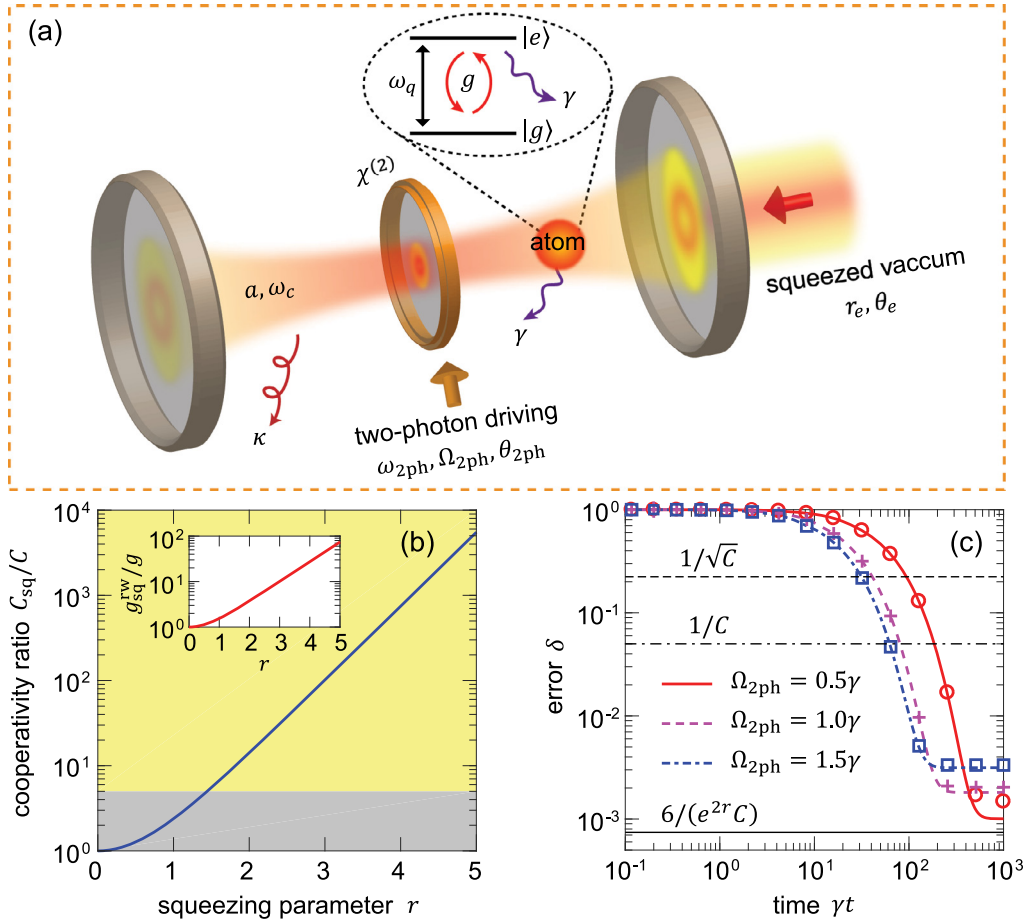 (a)
|e⟩
ω_q
g
γ
|g⟩
χ^(2)
atom
a, ω_c
γ
κ
squeezed vaccum
r_e, θ_e
two-photon driving
ω_2ph, Ω_2ph, θ_2ph
(b)
cooperativity ratio C_sq/C
10^4
10^3
10^2
10^1
10^0
0 1 2 3 4 5
squeezing parameter r
g_sq^rw/g
10^2
10^1
10^0
0 1 2 3 4 5
r
(c)
error δ
10^0
10^-1
10^-2
10^-3
1/√C
1/C
Ω_2ph = 0.5γ
Ω_2ph = 1.0γ
Ω_2ph = 1.5γ
6/(e^2r C)
10^-1 10^0 10^1 10^2 10^3
time γt